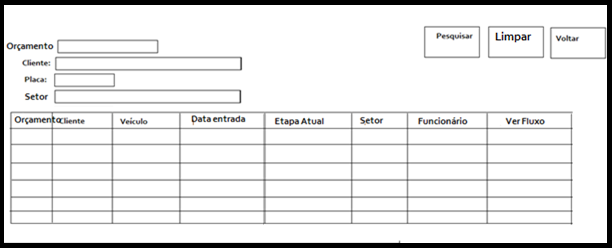 Pesquisar Limpar Voltar
Orçamento
Cliente:
Placa:
Setor
Orçamento Cliente Veículo Data entrada Etapa Atual Setor Funcionário Ver Fluxo